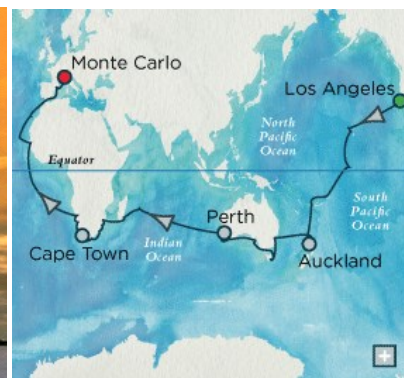 Monte Carlo
Los Angeles
North
Pacific
Ocean
Equator
South
Pacific
Ocean
Perth
Cape Town
Indian
Ocean
Auckland
+